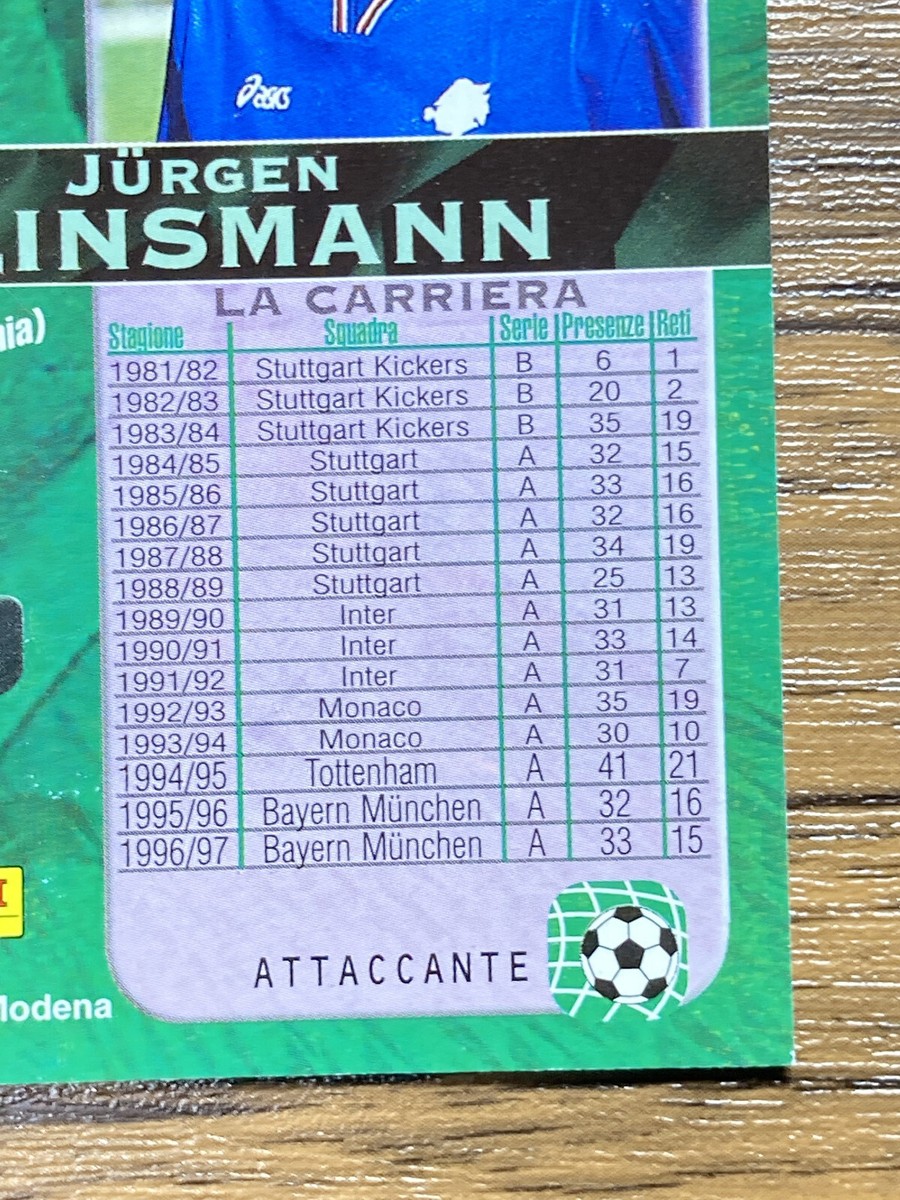 asics
JÜRGEN
LINSMANN
LA CARRIERA
nia)
Stagione Squadra Serie Presenze Reti
1981/82 Stuttgart Kickers B 6 1
1982/83 Stuttgart Kickers B 20 2
1983/84 Stuttgart Kickers B 35 19
1984/85 Stuttgart A 32 15
1985/86 Stuttgart A 33 16
1986/87 Stuttgart A 32 16
1987/88 Stuttgart A 34 19
1988/89 Stuttgart A 25 13
1989/90 Inter A 31 13
1990/91 Inter A 33 14
1991/92 Inter A 31 7
1992/93 Monaco A 35 19
1993/94 Monaco A 30 10
1994/95 Tottenham A 41 21
1995/96 Bayern München A 32 16
1996/97 Bayern München A 33 15
I
ATTACCANTE
Modena